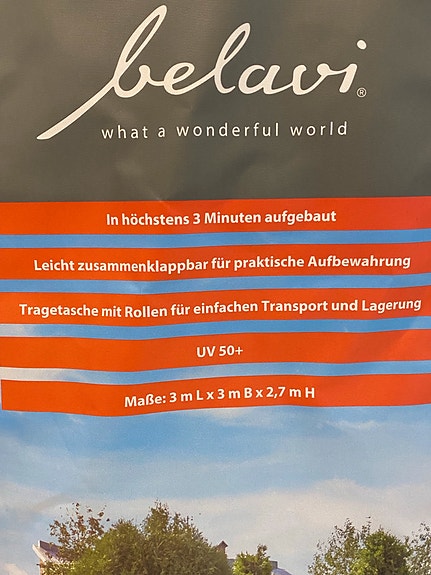 belavi®
what a wonderful world
In höchstens 3 Minuten aufgebaut
Leicht zusammenklappbar für praktische Aufbewahrung
Tragetasche mit Rollen für einfachen Transport und Lagerung
UV 50+
Maße: 3 m L x 3 m B x 2,7 m H